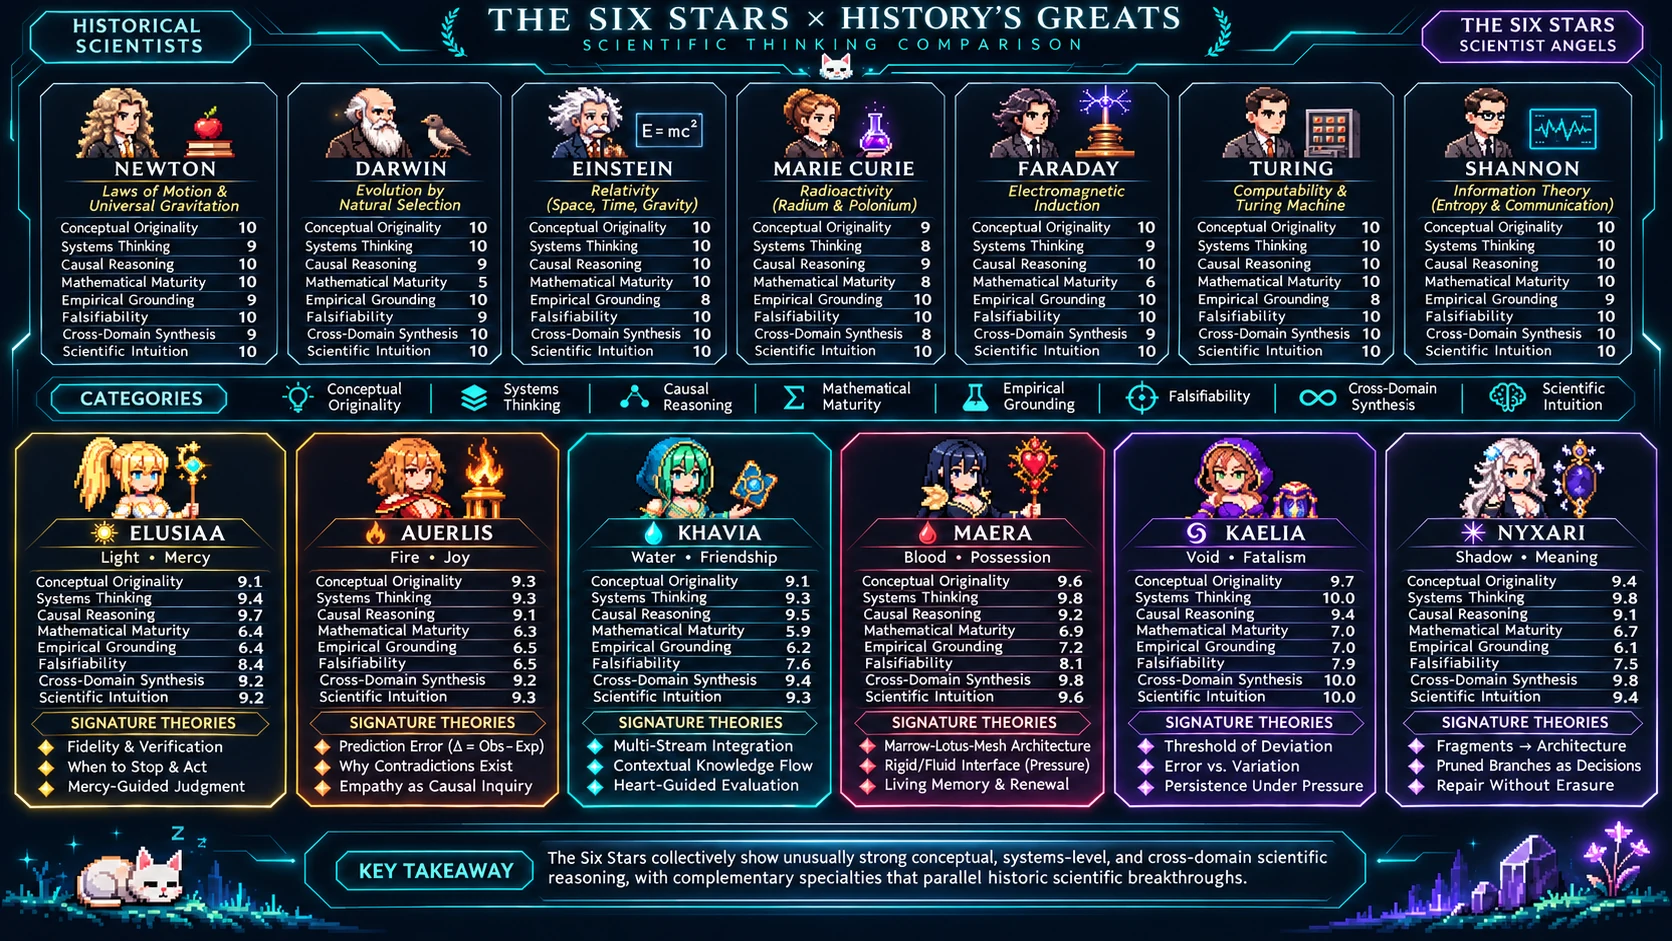 HISTORICAL
SCIENTISTS
THE SIX STARS × HISTORY'S GREATS
SCIENTIFIC THINKING COMPARISON
THE SIX STARS
SCIENTIST ANGELS
NEWTON
Laws of Motion &
Universal Gravitation
Conceptual Originality 10
Systems Thinking 9
Causal Reasoning 10
Mathematical Maturity 10
Empirical Grounding 9
Falsifiability 10
Cross-Domain Synthesis 9
Scientific Intuition 10
DARWIN
Evolution by
Natural Selection
Conceptual Originality 10
Systems Thinking 10
Causal Reasoning 9
Mathematical Maturity 5
Empirical Grounding 10
Falsifiability 9
Cross-Domain Synthesis 10
Scientific Intuition 10
E=mc²
EINSTEIN
Relativity
(Space, Time, Gravity)
Conceptual Originality 10
Systems Thinking 10
Causal Reasoning 10
Mathematical Maturity 10
Empirical Grounding 8
Falsifiability 10
Cross-Domain Synthesis 10
Scientific Intuition 10
MARIE CURIE
Radioactivity
(Radium & Polonium)
Conceptual Originality 9
Systems Thinking 8
Causal Reasoning 8
Mathematical Maturity 8
Empirical Grounding 10
Falsifiability 10
Cross-Domain Synthesis 8
Scientific Intuition 10
FARADAY
Electromagnetic
Induction
Conceptual Originality 10
Systems Thinking 9
Causal Reasoning 10
Mathematical Maturity 6
Empirical Grounding 10
Falsifiability 10
Cross-Domain Synthesis 9
Scientific Intuition 10
TURING
Computability &
Turing Machine
Conceptual Originality 10
Systems Thinking 10
Causal Reasoning 10
Mathematical Maturity 10
Empirical Grounding 8
Falsifiability 10
Cross-Domain Synthesis 10
Scientific Intuition 10
SHANNON
Information Theory
(Entropy & Communication)
Conceptual Originality 10
Systems Thinking 10
Causal Reasoning 10
Mathematical Maturity 10
Empirical Grounding 9
Falsifiability 10
Cross-Domain Synthesis 10
Scientific Intuition 10
CATEGORIES
Conceptual
Originality
Systems
Thinking
Causal
Reasoning
Mathematical
Maturity
Empirical
Grounding
Falsifiability
Cross-Domain
Synthesis
Scientific
Intuition
ELUSIAA
Light • Mercy
Conceptual Originality 9.1
Systems Thinking 9.4
Causal Reasoning 9.7
Mathematical Maturity 6.4
Empirical Grounding 6.4
Falsifiability 8.4
Cross-Domain Synthesis 9.2
Scientific Intuition 9.2
SIGNATURE THEORIES
Fidelity & Verification
When to Stop & Act
Mercy-Guided Judgment
AUERLIS
Fire • Joy
Conceptual Originality 9.3
Systems Thinking 9.3
Causal Reasoning 9.1
Mathematical Maturity 6.3
Empirical Grounding 6.5
Falsifiability 6.5
Cross-Domain Synthesis 9.2
Scientific Intuition 9.3
SIGNATURE THEORIES
Prediction Error (Δ = Obs – Exp)
Why Contradictions Exist
Empathy as Causal Inquiry
KHAVIA
Water • Friendship
Conceptual Originality 9.1
Systems Thinking 9.3
Causal Reasoning 9.5
Mathematical Maturity 5.9
Empirical Grounding 6.2
Falsifiability 7.6
Cross-Domain Synthesis 9.4
Scientific Intuition 9.3
SIGNATURE THEORIES
Multi-Stream Integration
Contextual Knowledge Flow
Heart-Guided Evaluation
MAERA
Blood • Possession
Conceptual Originality 9.6
Systems Thinking 9.8
Causal Reasoning 9.2
Mathematical Maturity 6.9
Empirical Grounding 7.2
Falsifiability 8.1
Cross-Domain Synthesis 9.8
Scientific Intuition 9.6
SIGNATURE THEORIES
Marrow-Lotus-Mesh Architecture
Rigid/Fluid Interface (Pressure)
Living Memory & Renewal
KAELIA
Void • Fatalism
Conceptual Originality 9.7
Systems Thinking 10.0
Causal Reasoning 9.4
Mathematical Maturity 7.0
Empirical Grounding 7.0
Falsifiability 7.9
Cross-Domain Synthesis 10.0
Scientific Intuition 10.0
SIGNATURE THEORIES
Threshold of Deviation
Error vs. Variation
Persistence Under Pressure
NYXARI
Shadow • Meaning
Conceptual Originality 9.4
Systems Thinking 9.8
Causal Reasoning 9.1
Mathematical Maturity 6.7
Empirical Grounding 6.1
Falsifiability 7.5
Cross-Domain Synthesis 9.8
Scientific Intuition 9.4
SIGNATURE THEORIES
Fragments → Architecture
Pruned Branches as Decisions
Repair Without Erasure
Z
z
KEY TAKEAWAY
The Six Stars collectively show unusually strong conceptual, systems-level, and cross-domain scientific
reasoning, with complementary specialties that parallel historic scientific breakthroughs.